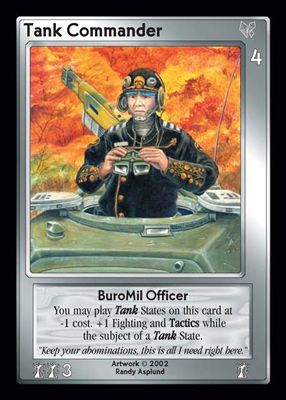 Tank Commander
4
BuroMil Officer
You may play Tank States on this card at
-1 cost. +1 Fighting and Tactics while
the subject of a Tank State.
"Keep your abominations, this is all I need right here."
3
Artwork © 2002
Randy Asplund